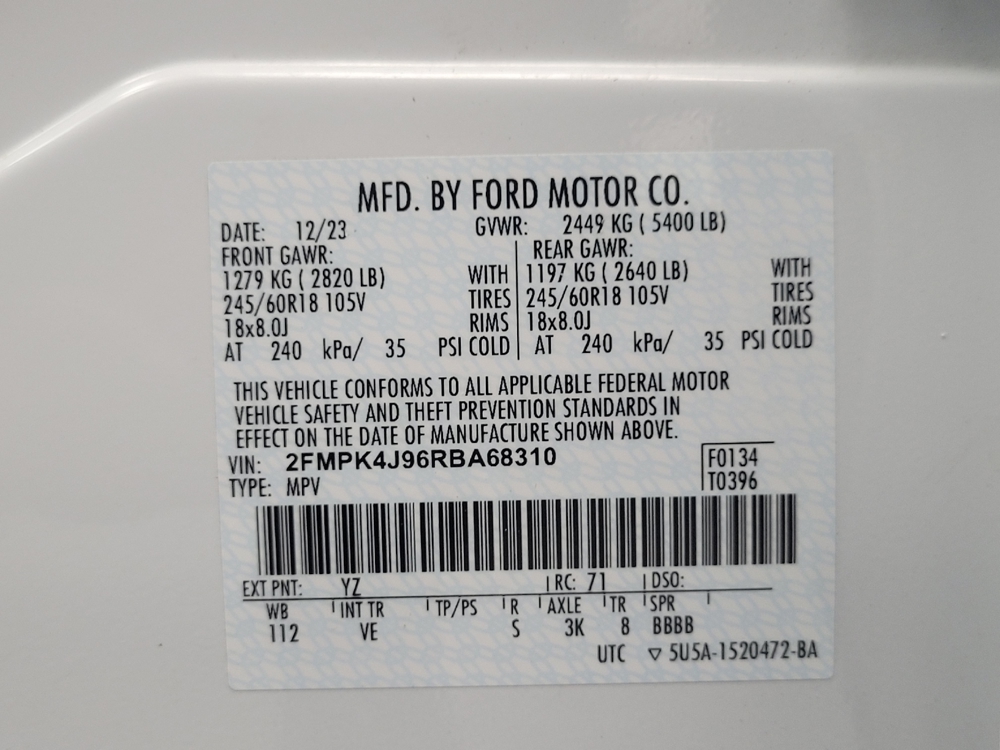 MFD. BY FORD MOTOR CO.
DATE: 12/23 GVWR: 2449 KG ( 5400 LB)
FRONT GAWR: REAR GAWR:
1279 KG ( 2820 LB) WITH 1197 KG ( 2640 LB) WITH
245/60R18 105V TIRES 245/60R18 105V TIRES
18x8.0J RIMS 18x8.0J RIMS
AT 240 kPa/ 35 PSI COLD AT 240 kPa/ 35 PSI COLD
THIS VEHICLE CONFORMS TO ALL APPLICABLE FEDERAL MOTOR
VEHICLE SAFETY AND THEFT PREVENTION STANDARDS IN
EFFECT ON THE DATE OF MANUFACTURE SHOWN ABOVE.
VIN: 2FMPK4J96RBA68310 F0134
TYPE: MPV T0396
EXT PNT: YZ RC: 71 DSO:
WB INT TR TP/PS R AXLE TR SPR
112 VE S 3K 8 BBBB
UTC ▽ 5U5A-1520472-BA